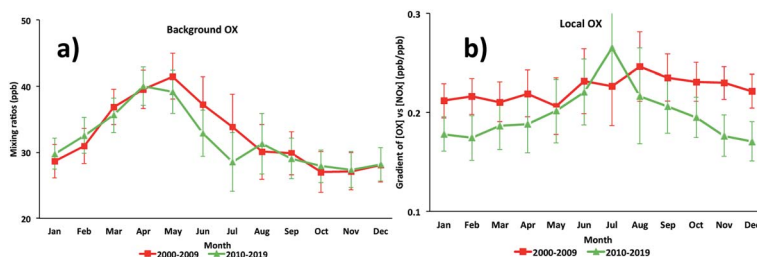 Background OX
a)
Mixing ratios (ppb)
50
40
30
20
Jan Feb Mar Apr May Jun Jul Aug Sep Oct Nov Dec
Month
2000-2009 2010-2019
Local OX
b)
Gradient of [OX] vs [NOx] (ppb/ppb)
0.3
0.2
0.1
Jan Feb Mar Apr May Jun Jul Aug Sep Oct Nov Dec
Month
2000-2009 2010-2019